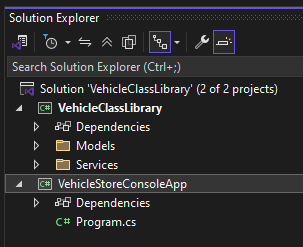 Solution Explorer
Search Solution Explorer (Ctrl+;)
Solution 'VehicleClassLibrary' (2 of 2 projects)
C# VehicleClassLibrary
Dependencies
Models
Services
C# VehicleStoreConsoleApp
Dependencies
C# Program.cs